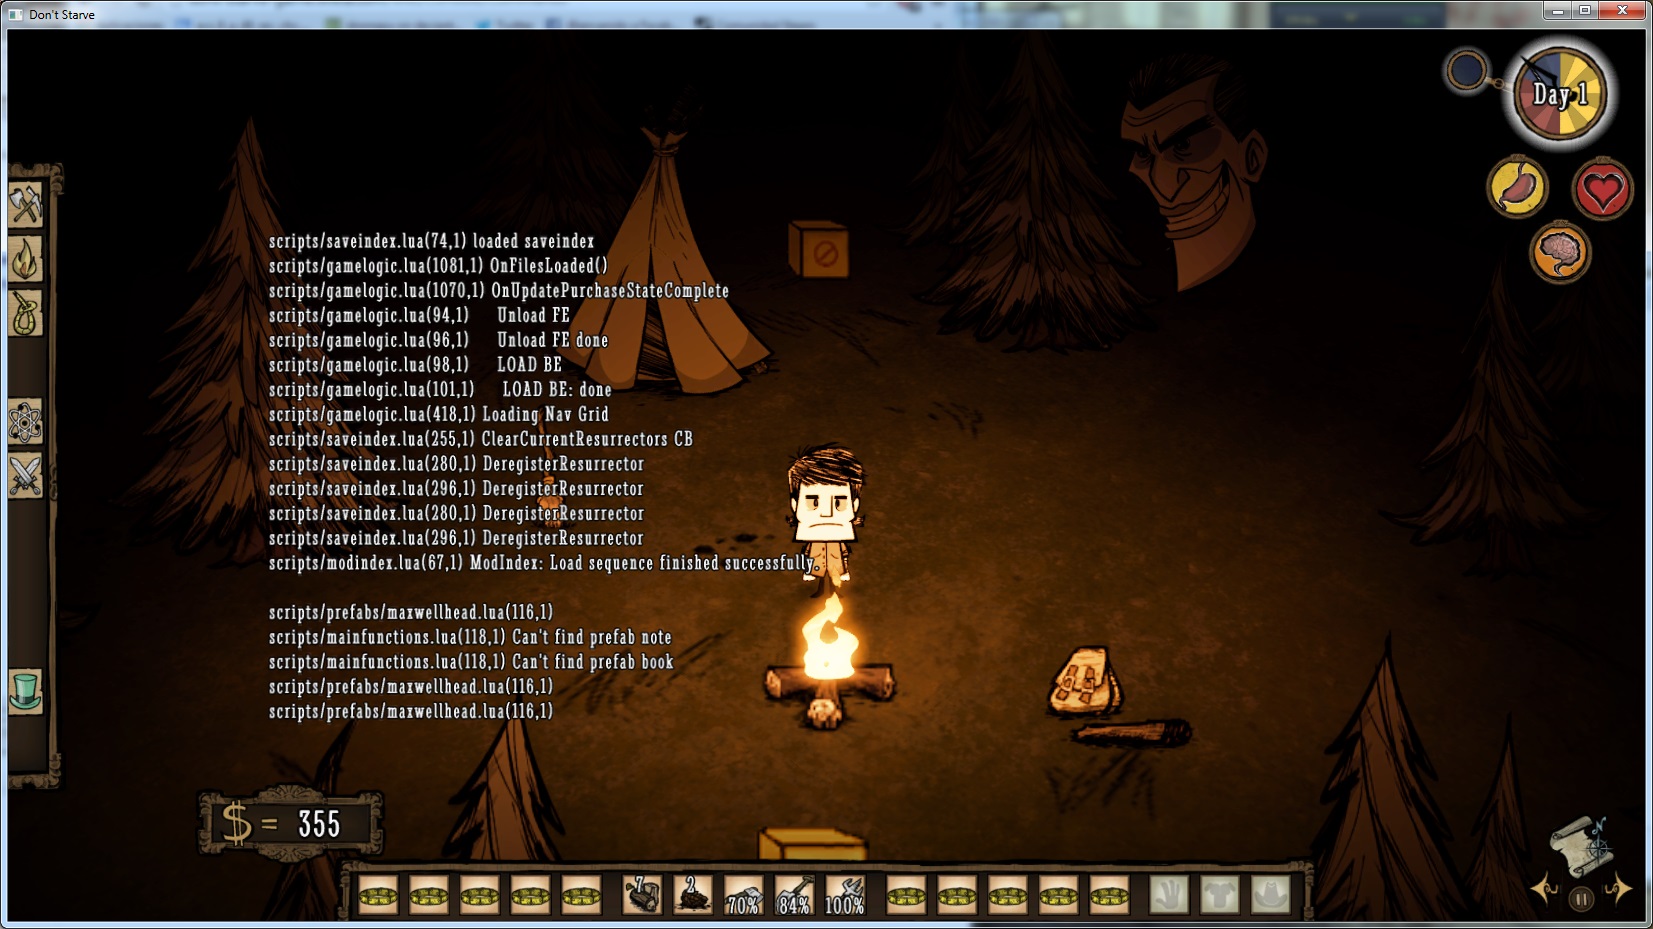 Don't Starve
Day 1
scripts/saveindex.lua(74,1) loaded saveindex
scripts/gamelogic.lua(1081,1) OnFilesLoaded()
scripts/gamelogic.lua(1070,1) OnUpdatePurchaseStateComplete
scripts/gamelogic.lua(94,1) Unload FE
scripts/gamelogic.lua(96,1) Unload FE done
scripts/gamelogic.lua(98,1) LOAD BE
scripts/gamelogic.lua(101,1) LOAD BE: done
scripts/gamelogic.lua(418,1) Loading Nav Grid
scripts/saveindex.lua(255,1) ClearCurrentResurrectors CB
scripts/saveindex.lua(280,1) DeregisterResurrector
scripts/saveindex.lua(296,1) DeregisterResurrector
scripts/saveindex.lua(280,1) DeregisterResurrector
scripts/saveindex.lua(296,1) DeregisterResurrector
scripts/modindex.lua(67,1) ModIndex: Load sequence finished successfully.
scripts/prefabs/maxwellhead.lua(116,1)
scripts/mainfunctions.lua(118,1) Can't find prefab note
scripts/mainfunctions.lua(118,1) Can't find prefab book
scripts/prefabs/maxwellhead.lua(116,1)
scripts/prefabs/maxwellhead.lua(116,1)
$ = 355
7 2 70% 84% 100%
N